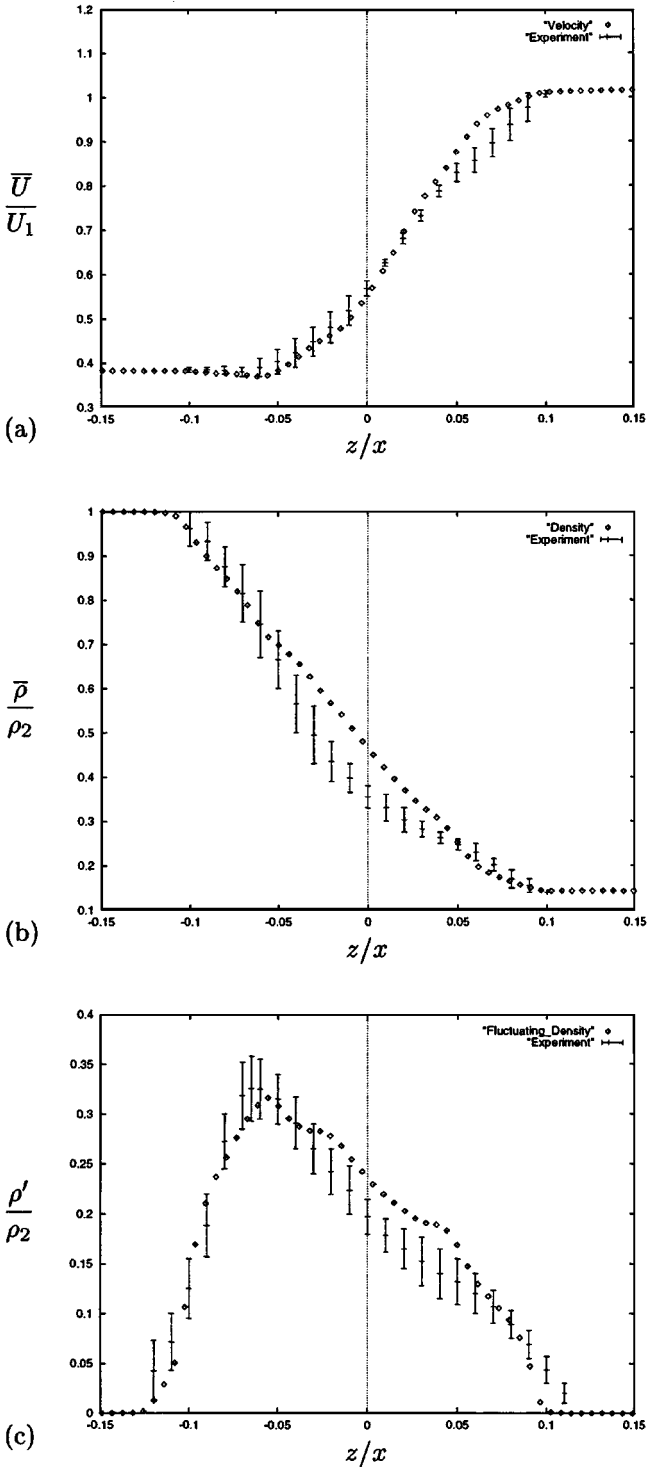 1.2
1.1
1
0.9
0.8
0.7
0.6
0.5
0.4
0.3
"Velocity"
"Experiment"
U̅
U̅₁
-0.15 -0.1 -0.05 0 0.05 0.1 0.15
(a)
z/x
1
0.9
0.8
0.7
0.6
0.5
0.4
0.3
0.2
0.1
"Density"
"Experiment"
ρ̅
ρ₂
-0.15 -0.1 -0.05 0 0.05 0.1 0.15
(b)
z/x
0.4
0.35
0.3
0.25
0.2
0.15
0.1
0.05
0
"Fluctuating_Density"
"Experiment"
ρ′
ρ₂
-0.15 -0.1 -0.05 0 0.05 0.1 0.15
(c)
z/x